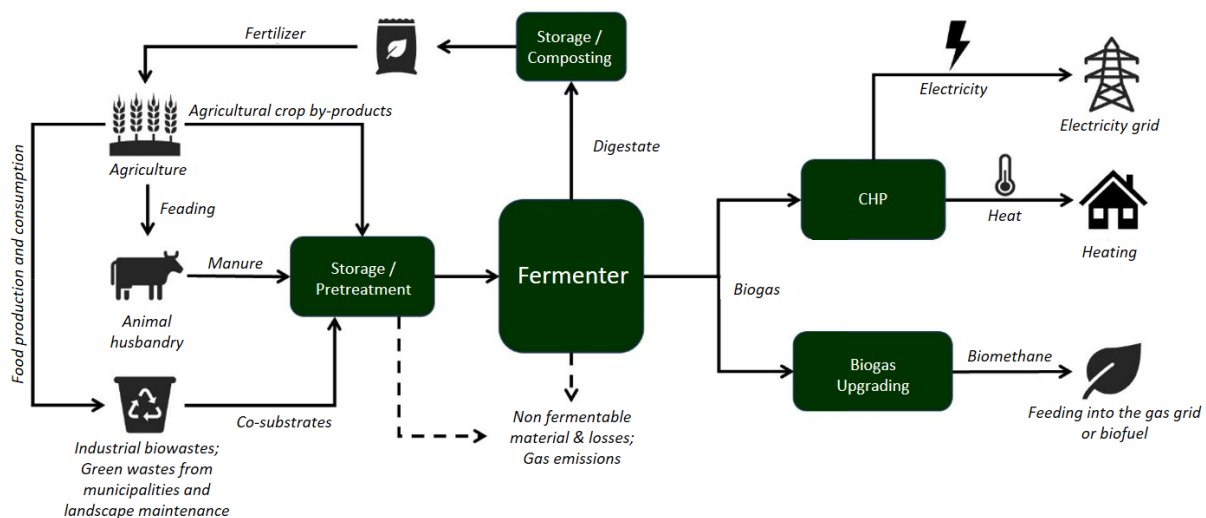 Fertilizer
Storage /
Composting
Electricity
Electricity grid
Agricultural crop by-products
Agriculture
Digestate
CHP
Heat
Heating
Feading
Food production and consumption
Manure
Storage /
Pretreatment
Fermenter
Biogas
Animal
husbandry
Biogas
Upgrading
Biomethane
Feeding into the gas grid
or biofuel
Co-substrates
Non fermentable
material & losses;
Gas emissions
Industrial biowastes;
Green wastes from
municipalities and
landscape maintenance